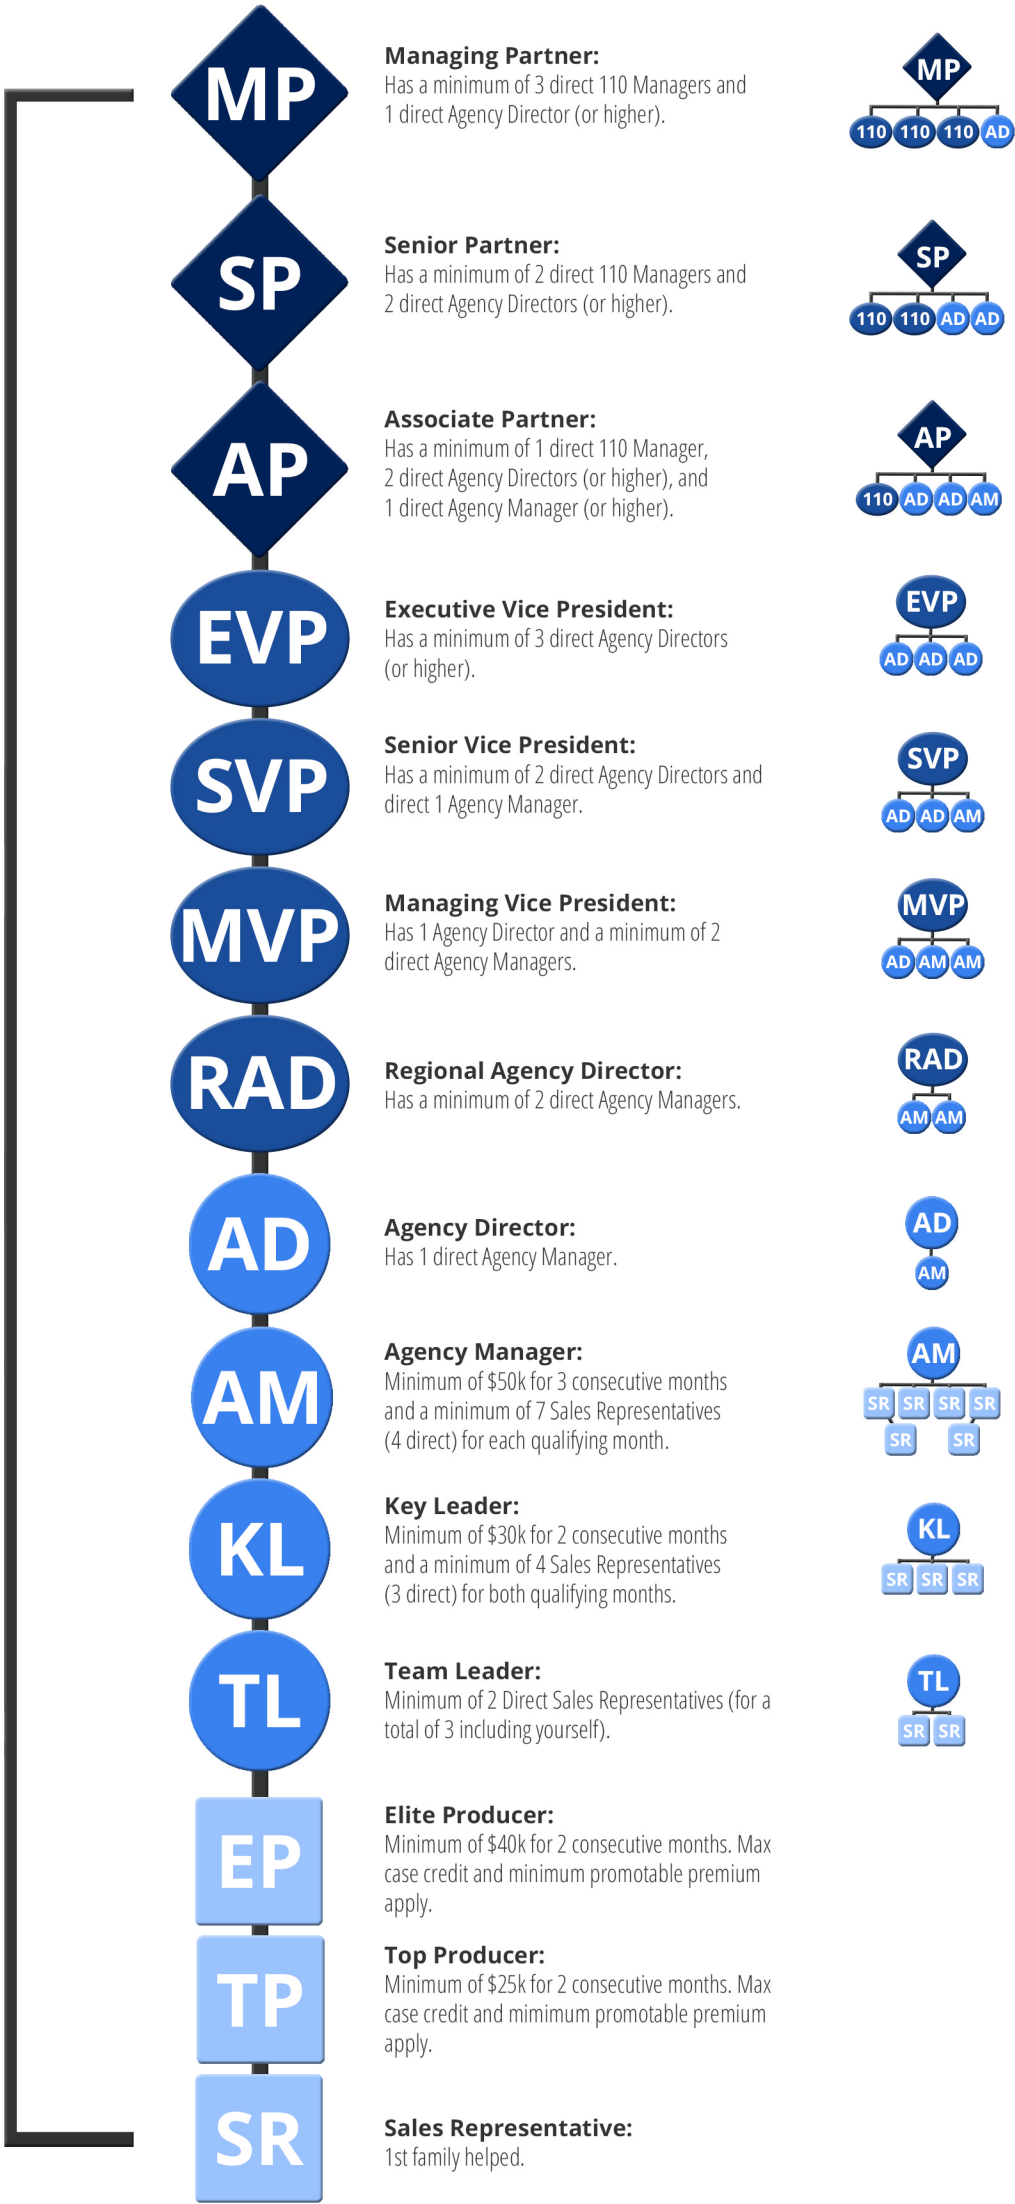 MP
Managing Partner:
Has a minimum of 3 direct 110 Managers and
1 direct Agency Director (or higher).
MP
110 110 110 AD
SP
Senior Partner:
Has a minimum of 2 direct 110 Managers and
2 direct Agency Directors (or higher).
SP
110 110 AD AD
AP
Associate Partner:
Has a minimum of 1 direct 110 Manager,
2 direct Agency Directors (or higher), and
1 direct Agency Manager (or higher).
AP
110 AD AD AM
EVP
Executive Vice President:
Has a minimum of 3 direct Agency Directors
(or higher).
EVP
AD AD AD
SVP
Senior Vice President:
Has a minimum of 2 direct Agency Directors and
direct 1 Agency Manager.
SVP
AD AD AM
MVP
Managing Vice President:
Has 1 Agency Director and a minimum of 2
direct Agency Managers.
MVP
AD AM AM
RAD
Regional Agency Director:
Has a minimum of 2 direct Agency Managers.
RAD
AM AM
AD
Agency Director:
Has 1 direct Agency Manager.
AD
AM
AM
Agency Manager:
Minimum of $50k for 3 consecutive months
and a minimum of 7 Sales Representatives
(4 direct) for each qualifying month.
AM
SR SR SR SR
SR SR
KL
Key Leader:
Minimum of $30k for 2 consecutive months
and a minimum of 4 Sales Representatives
(3 direct) for both qualifying months.
KL
SR SR SR
TL
Team Leader:
Minimum of 2 Direct Sales Representatives (for a
total of 3 including yourself).
TL
SR SR
EP
Elite Producer:
Minimum of $40k for 2 consecutive months. Max
case credit and minimum promotable premium
apply.
TP
Top Producer:
Minimum of $25k for 2 consecutive months. Max
case credit and mimimum promotable premium
apply.
SR
Sales Representative:
1st family helped.